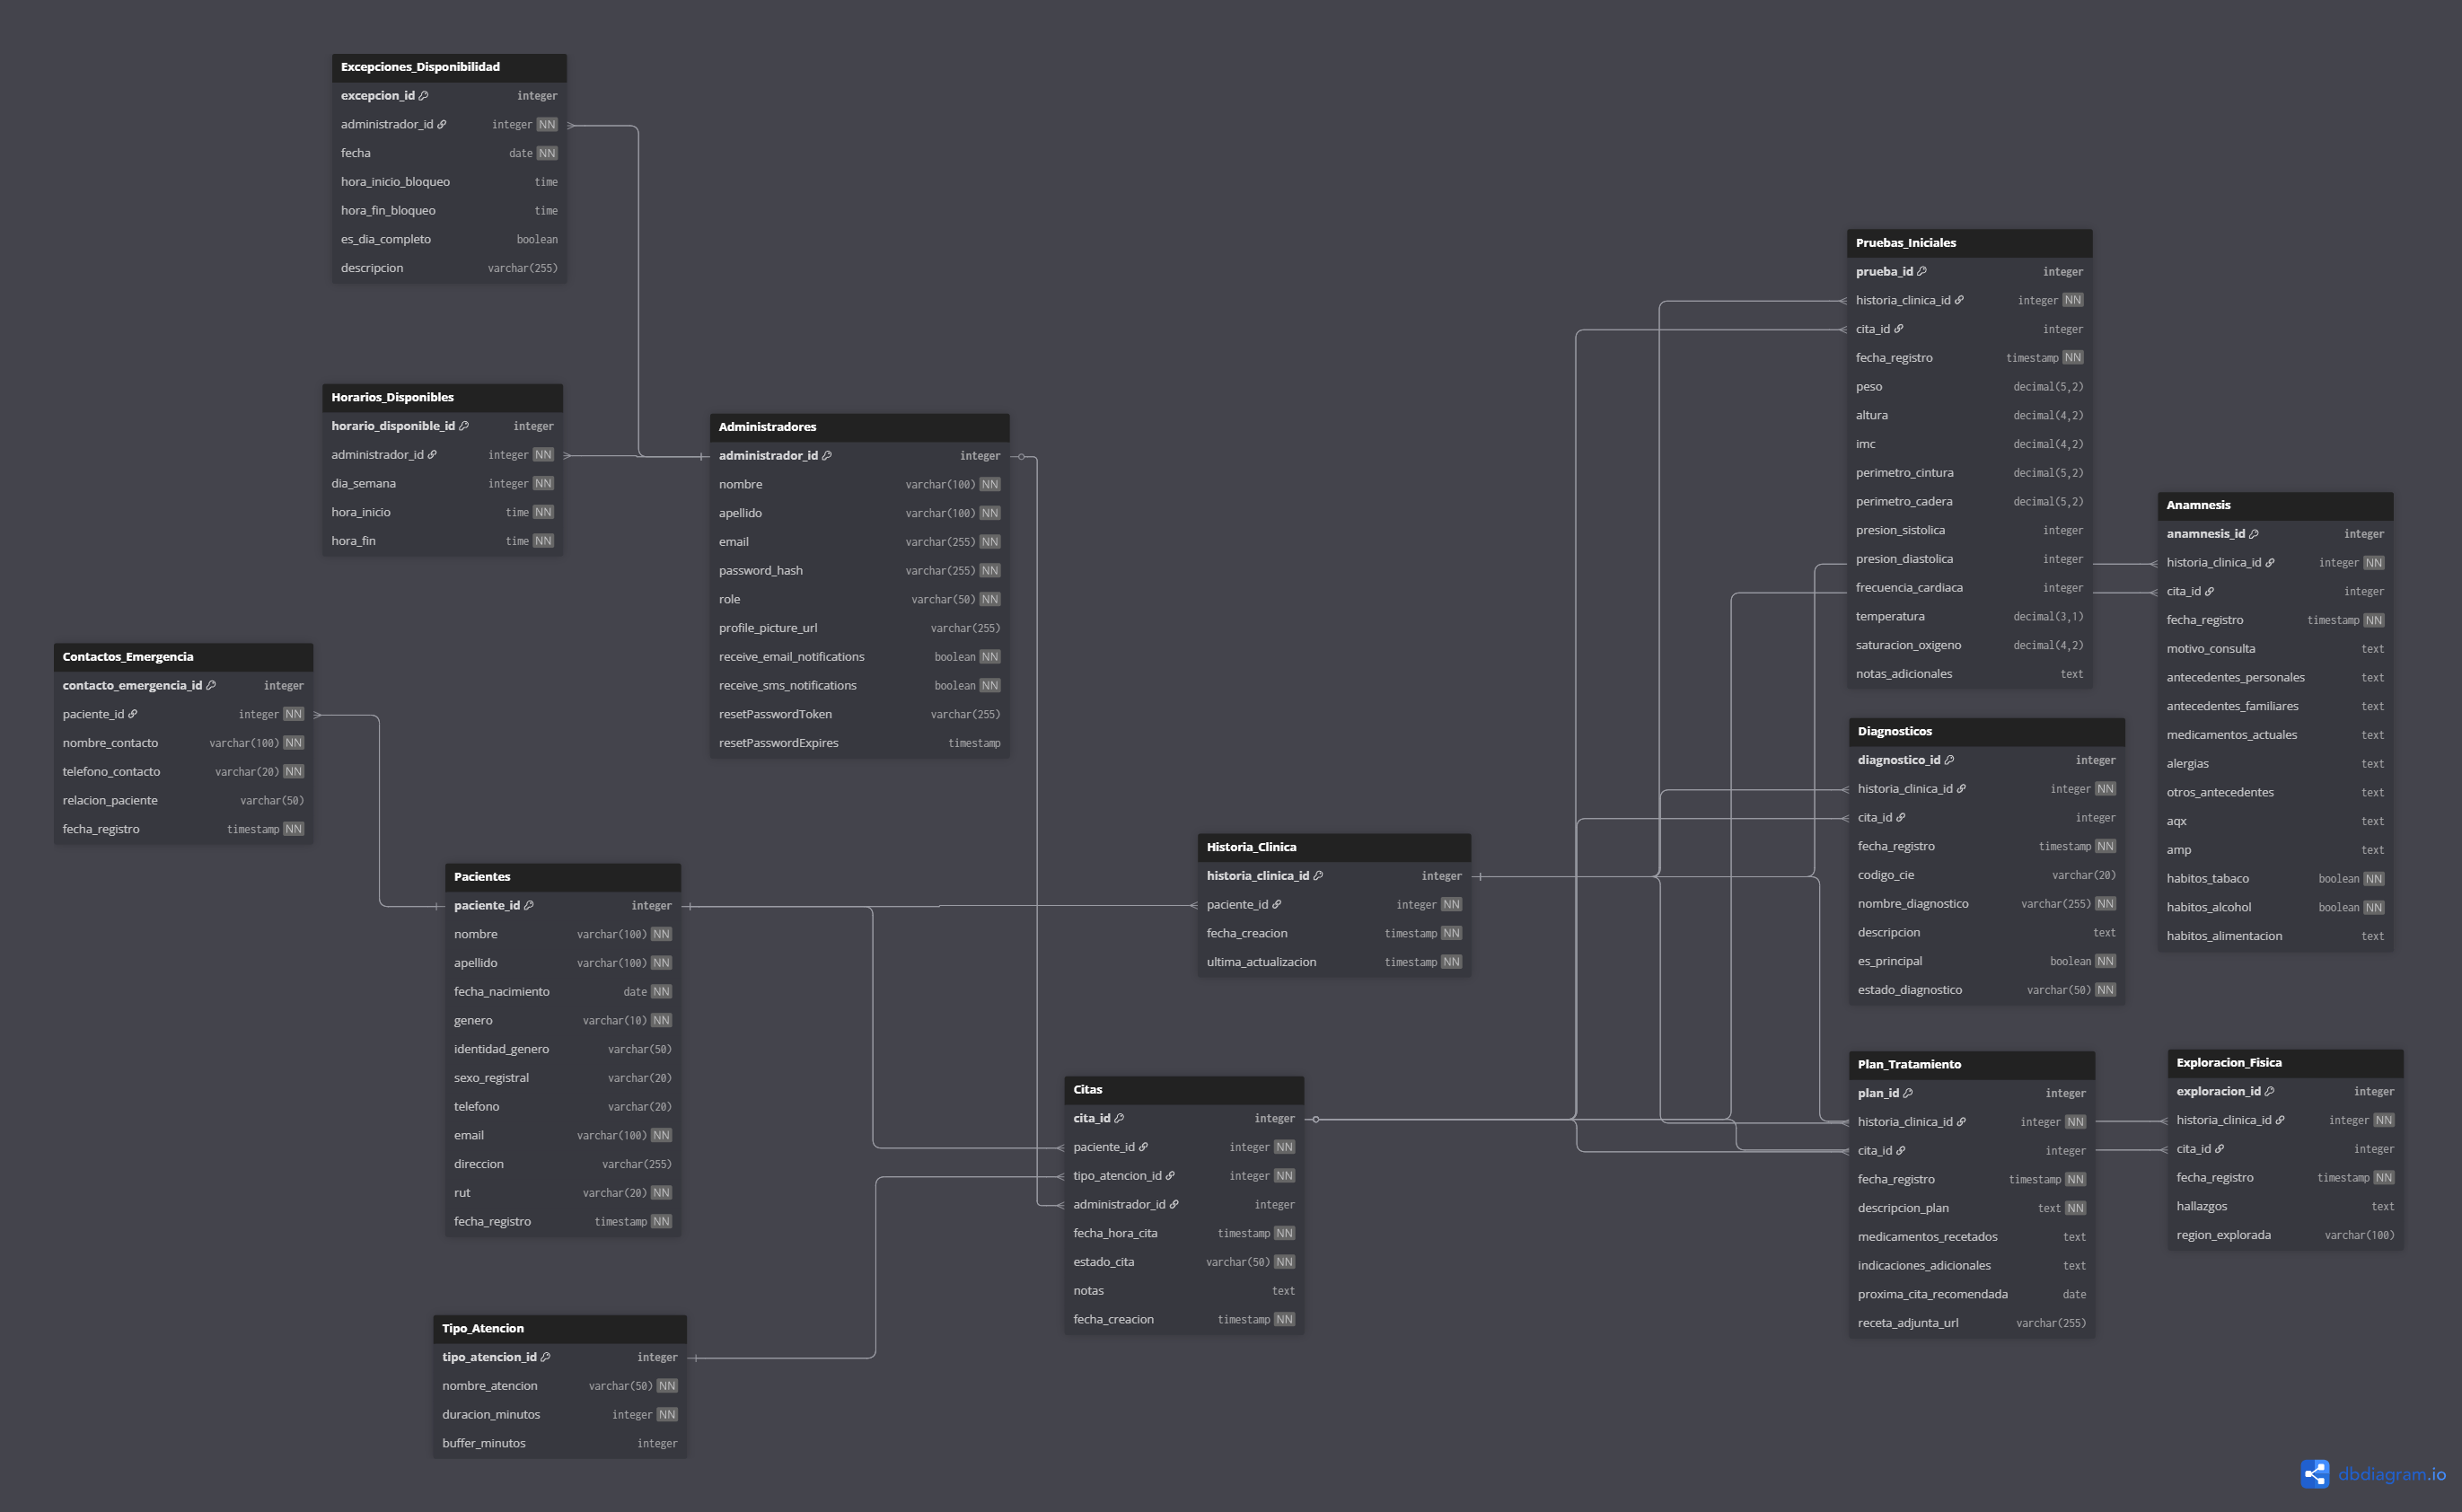 Excepciones_Disponibilidad
excepcion_id integer
administrador_id integer NN
fecha date NN
hora_inicio_bloqueo time
hora_fin_bloqueo time
es_dia_completo boolean
descripcion varchar(255)
Horarios_Disponibles
horario_disponible_id integer
administrador_id integer NN
dia_semana integer NN
hora_inicio time NN
hora_fin time NN
Administradores
administrador_id integer
nombre varchar(100) NN
apellido varchar(100) NN
email varchar(255) NN
password_hash varchar(255) NN
role varchar(50) NN
profile_picture_url varchar(255)
receive_email_notifications boolean NN
receive_sms_notifications boolean NN
resetPasswordToken varchar(255)
resetPasswordExpires timestamp
Contactos_Emergencia
contacto_emergencia_id integer
paciente_id integer NN
nombre_contacto varchar(100) NN
telefono_contacto varchar(20) NN
relacion_paciente varchar(50)
fecha_registro timestamp NN
Pacientes
paciente_id integer
nombre varchar(100) NN
apellido varchar(100) NN
fecha_nacimiento date NN
genero varchar(10) NN
identidad_genero varchar(50)
sexo_registral varchar(20)
telefono varchar(20)
email varchar(100) NN
direccion varchar(255)
rut varchar(20) NN
fecha_registro timestamp NN
Tipo_Atencion
tipo_atencion_id integer
nombre_atencion varchar(50) NN
duracion_minutos integer NN
buffer_minutos integer
Historia_Clinica
historia_clinica_id integer
paciente_id integer NN
fecha_creacion timestamp NN
ultima_actualizacion timestamp NN
Citas
cita_id integer
paciente_id integer NN
tipo_atencion_id integer NN
administrador_id integer
fecha_hora_cita timestamp NN
estado_cita varchar(50) NN
notas text
fecha_creacion timestamp NN
Pruebas_Iniciales
prueba_id integer
historia_clinica_id integer NN
cita_id integer
fecha_registro timestamp NN
peso decimal(5,2)
altura decimal(4,2)
imc decimal(4,2)
perimetro_cintura decimal(5,2)
perimetro_cadera decimal(5,2)
presion_sistolica integer
presion_diastolica integer
frecuencia_cardiaca integer
temperatura decimal(3,1)
saturacion_oxigeno decimal(4,2)
notas_adicionales text
Anamnesis
anamnesis_id integer
historia_clinica_id integer NN
cita_id integer
fecha_registro timestamp NN
motivo_consulta text
antecedentes_personales text
antecedentes_familiares text
medicamentos_actuales text
alergias text
otros_antecedentes text
aqx text
amp text
habitos_tabaco boolean NN
habitos_alcohol boolean NN
habitos_alimentacion text
Diagnosticos
diagnostico_id integer
historia_clinica_id integer NN
cita_id integer
fecha_registro timestamp NN
codigo_cie varchar(20)
nombre_diagnostico varchar(255) NN
descripcion text
es_principal boolean NN
estado_diagnostico varchar(50) NN
Plan_Tratamiento
plan_id integer
historia_clinica_id integer NN
cita_id integer
fecha_registro timestamp NN
descripcion_plan text NN
medicamentos_recetados text
indicaciones_adicionales text
proxima_cita_recomendada date
receta_adjunta_url varchar(255)
Exploracion_Fisica
exploracion_id integer
historia_clinica_id integer NN
cita_id integer
fecha_registro timestamp NN
hallazgos text
region_explorada varchar(100)
dbdiagram.io